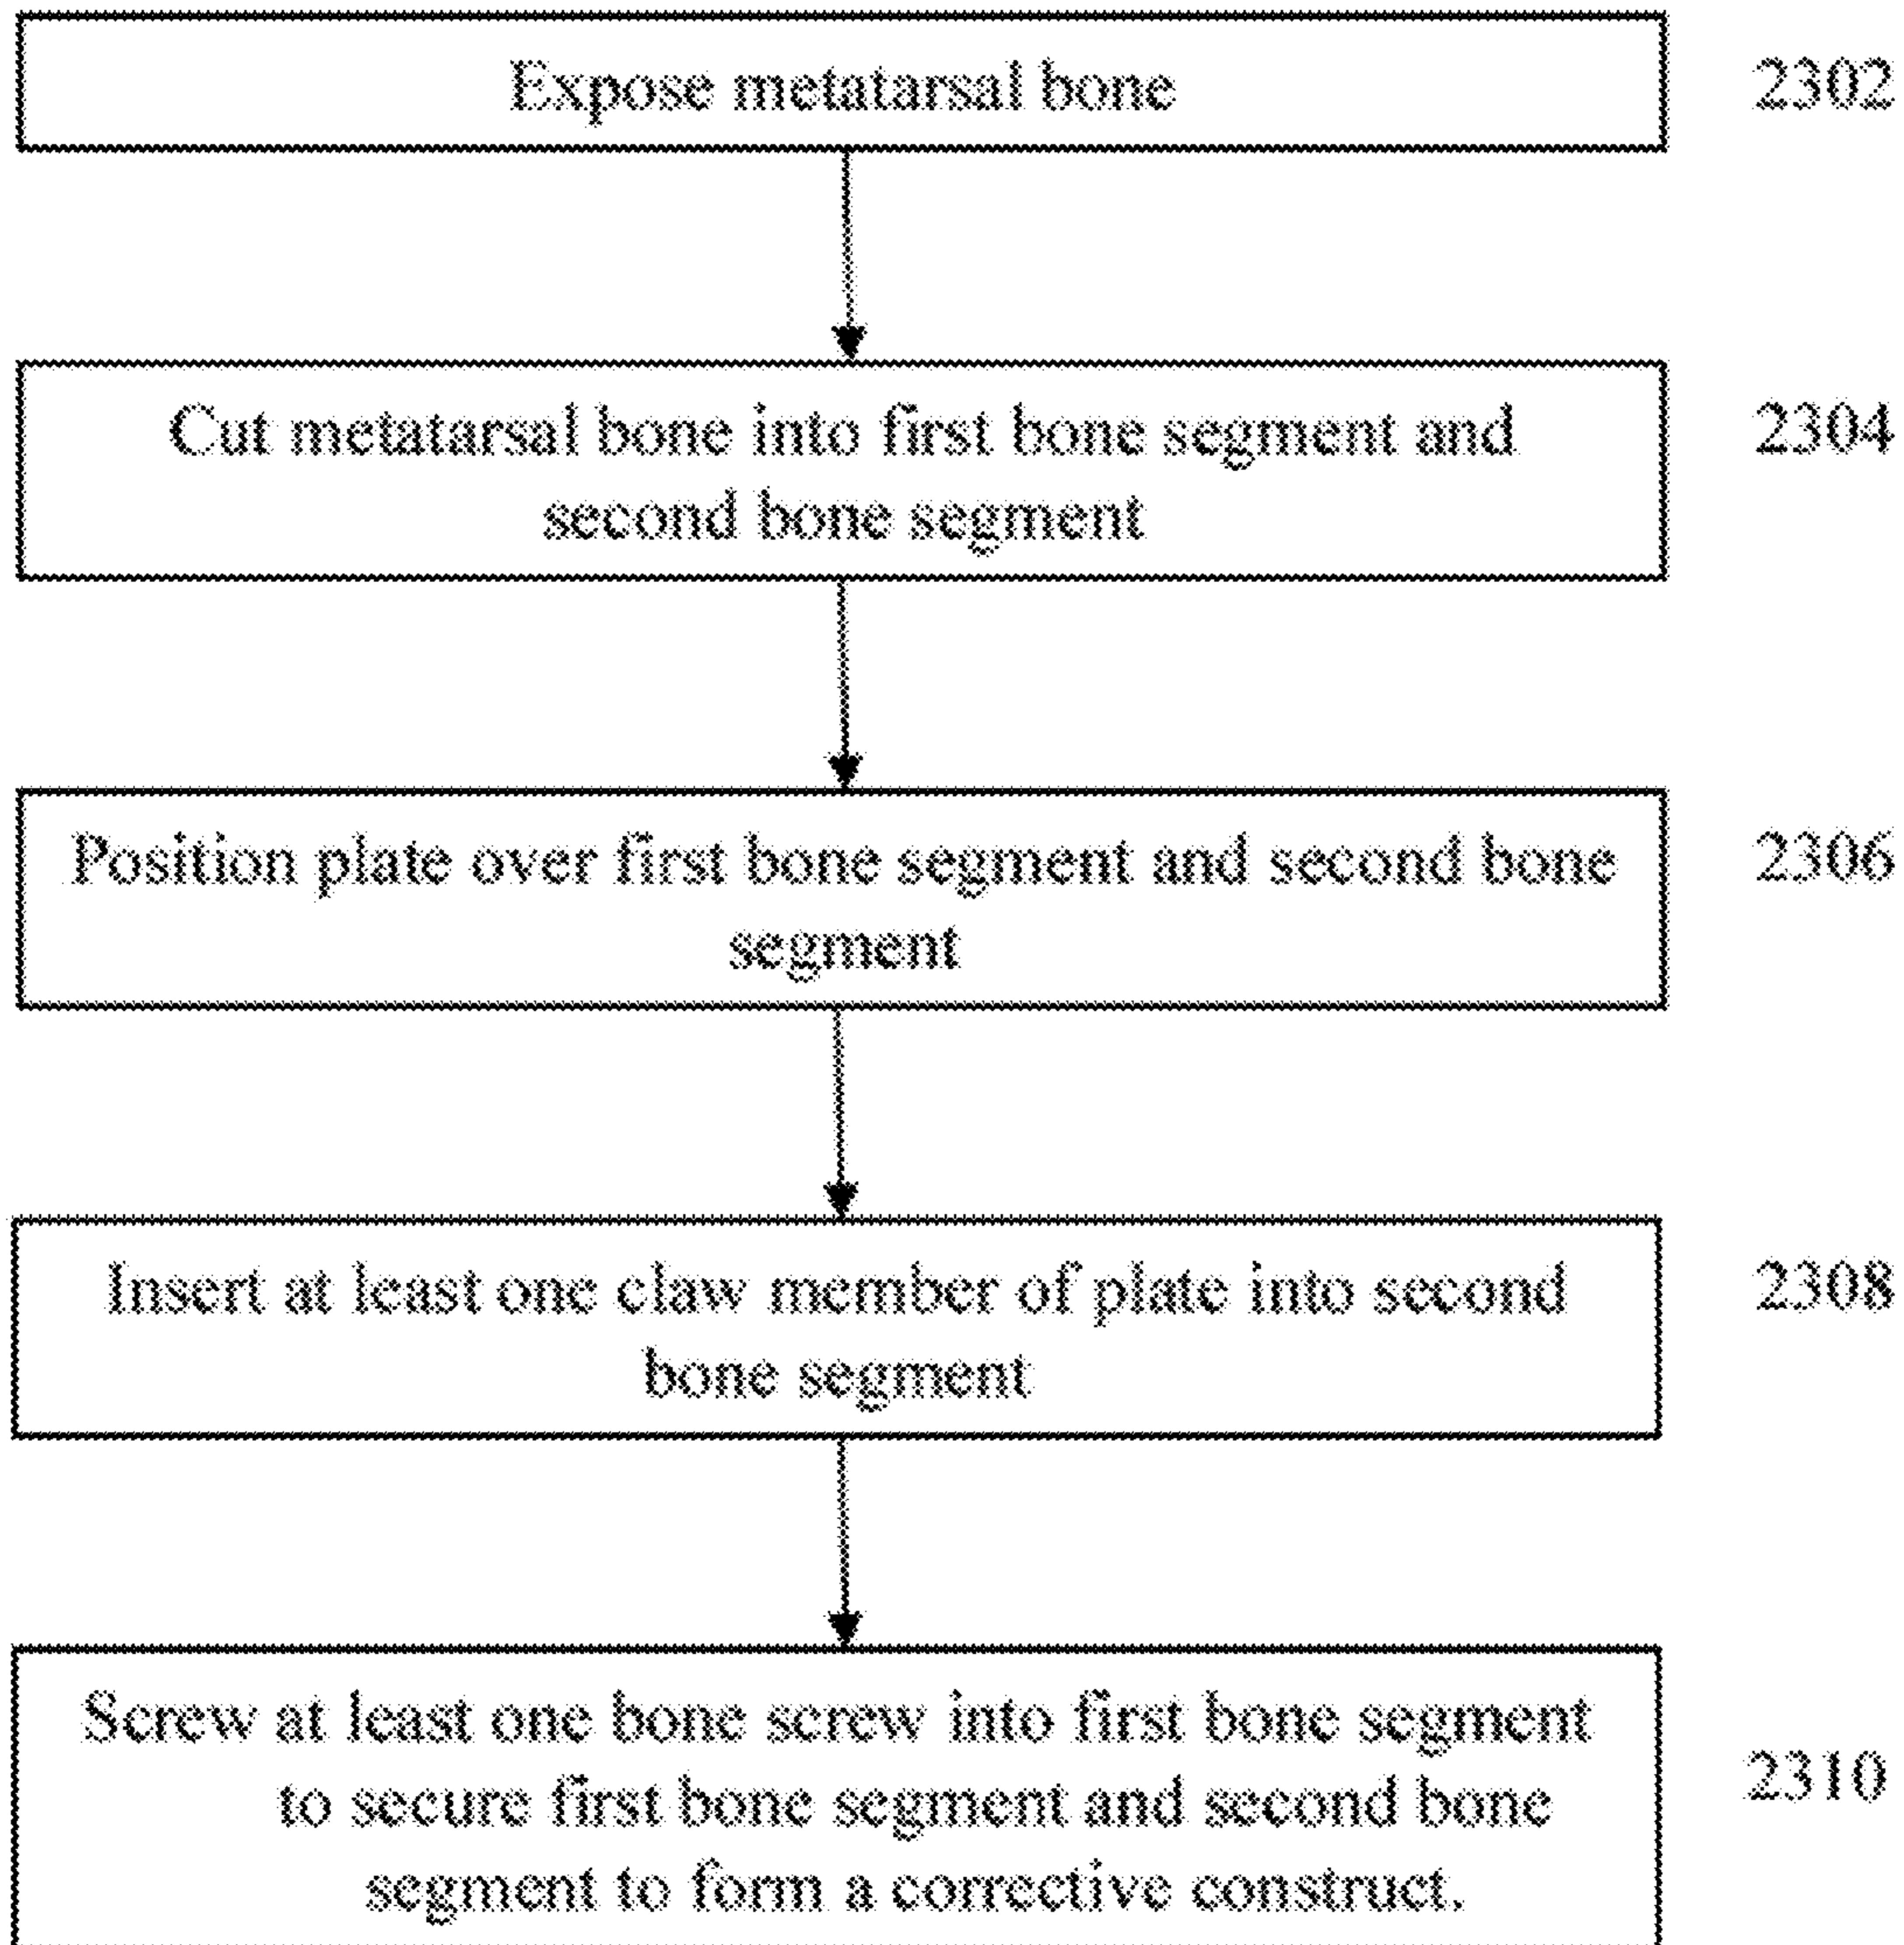 Expose metatarsal bone
2302
Cut metatarsal bone into first bone segment and
second bone segment
2304
Position plate over first bone segment and second bone
segment
2306
Insert at least one claw member of plate into second
bone segment
2308
Screw at least one bone screw into first bone segment
to secure first bone segment and second bone
segment to form a corrective construct.
2310